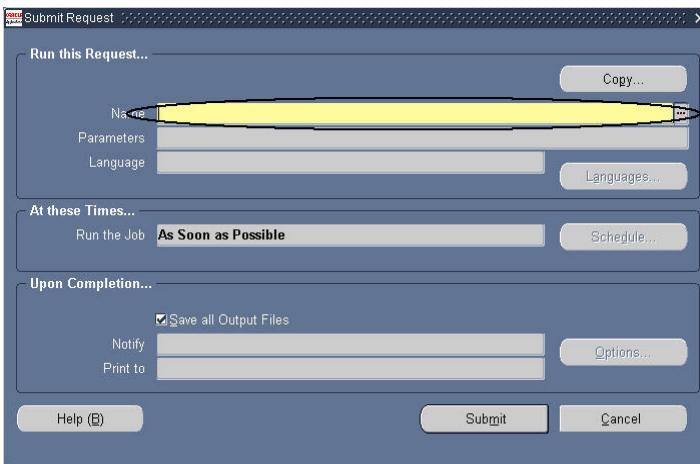 ORACLE
Submit Request
Run this Request...
Copy...
Name
...
Parameters
Language
Languages...
At these Times...
Run the Job As Soon as Possible
Schedule...
Upon Completion...
Save all Output Files
Notify
Options...
Print to
Help (B) Submit Cancel